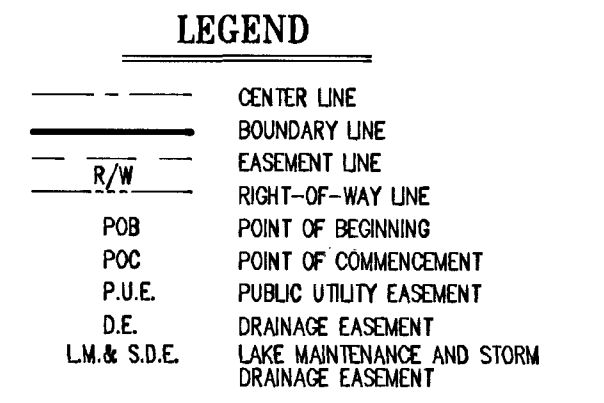 LEGEND
CENTER LINE
BOUNDARY LINE
EASEMENT LINE
R/W
RIGHT-OF-WAY LINE
POB POINT OF BEGINNING
POC POINT OF COMMENCEMENT
P.U.E. PUBLIC UTILITY EASEMENT
D.E. DRAINAGE EASEMENT
L.M.& S.D.E. LAKE MAINTENANCE AND STORM
DRAINAGE EASEMENT